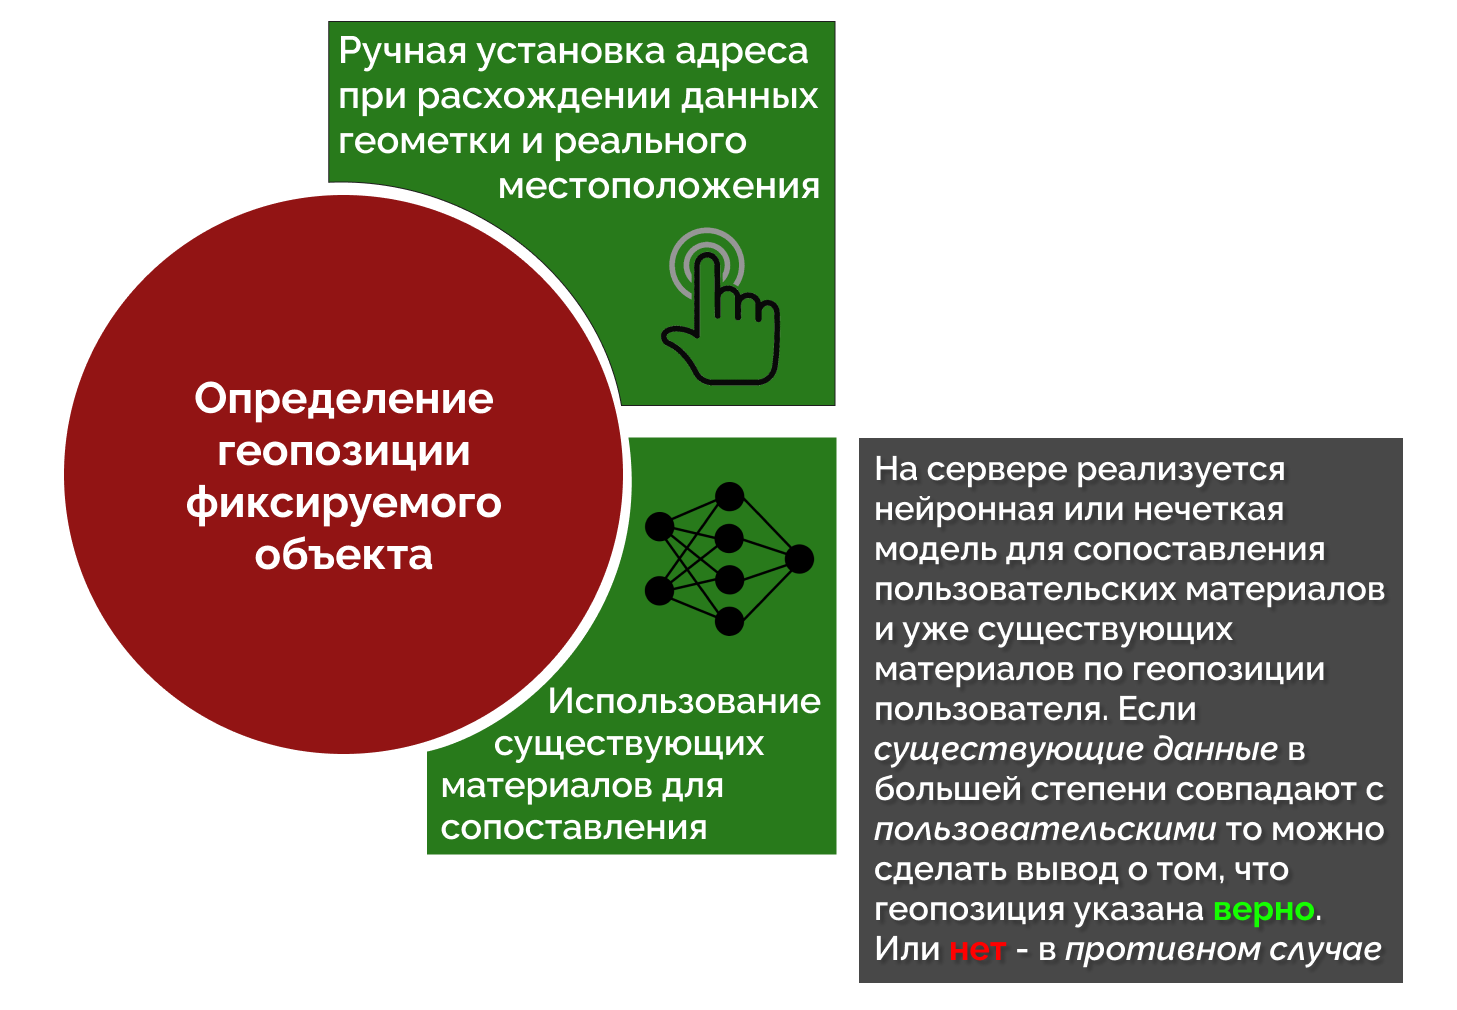 Ручная установка адреса
при расхождении данных
геометки и реального
местоположения
Определение
геопозиции
фиксируемого
объекта
Использование
существующих
материалов для
сопоставления
На сервере реализуется
нейронная или нечеткая
модель для сопоставления
пользовательских материалов
и уже существующих
материалов по геопозиции
пользователя. Если
существующие данные в
большей степени совпадают с
пользовательскими то можно
сделать вывод о том, что
геопозиция указана верно.
Или нет - в противном случае